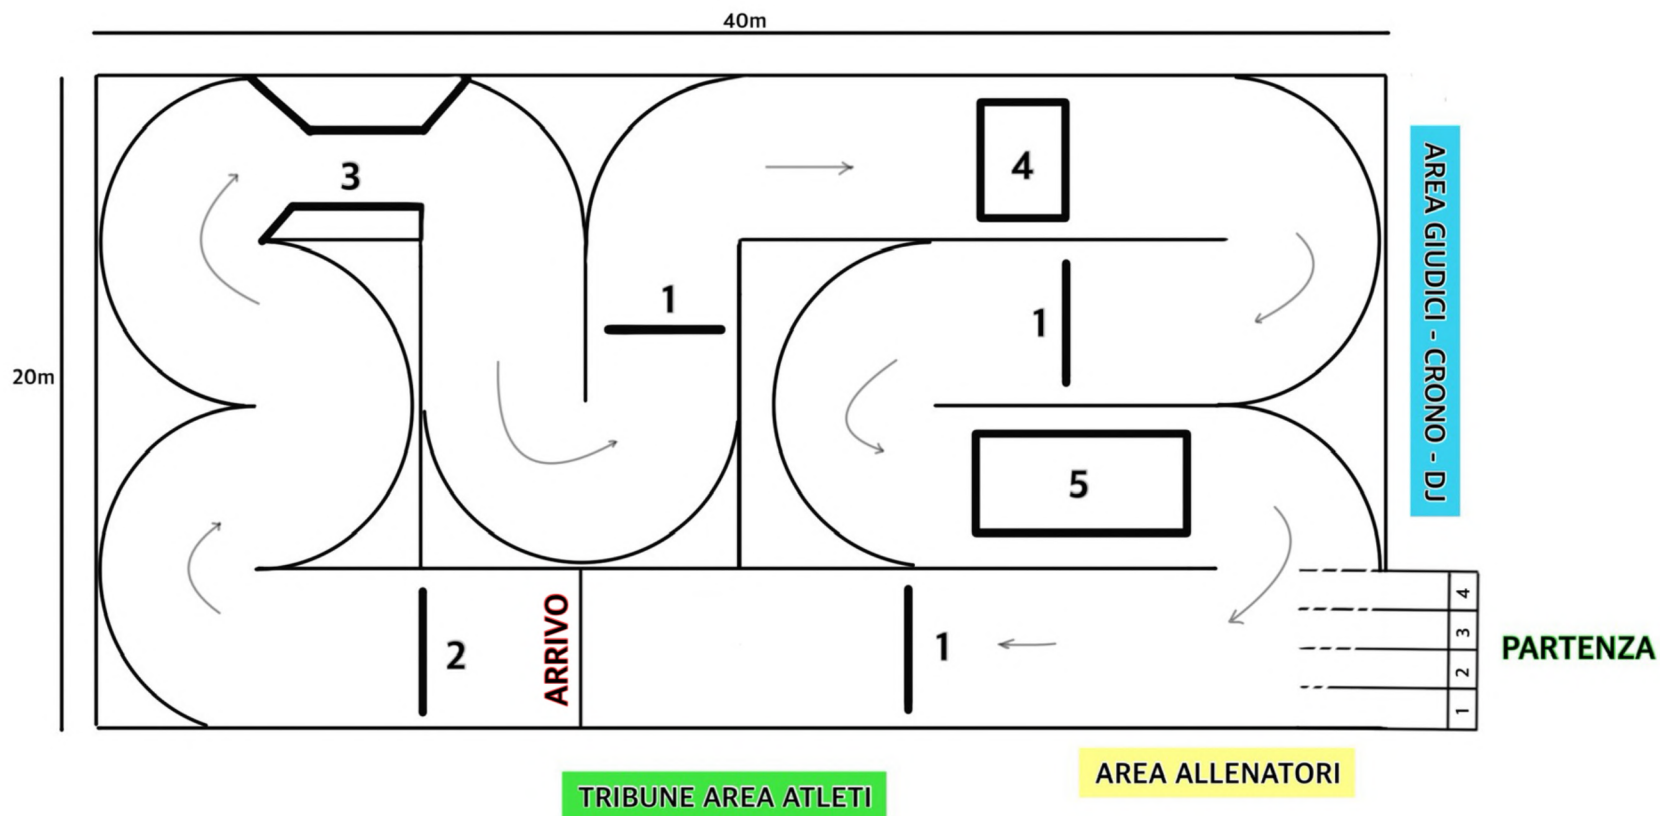 40m
20m
3
4
1
1
5
2
ARRIVO
1
4
3
2
1
PARTENZA
AREA GIUDICI - CRONO - DJ
AREA ALLENATORI
TRIBUNE AREA ATLETI